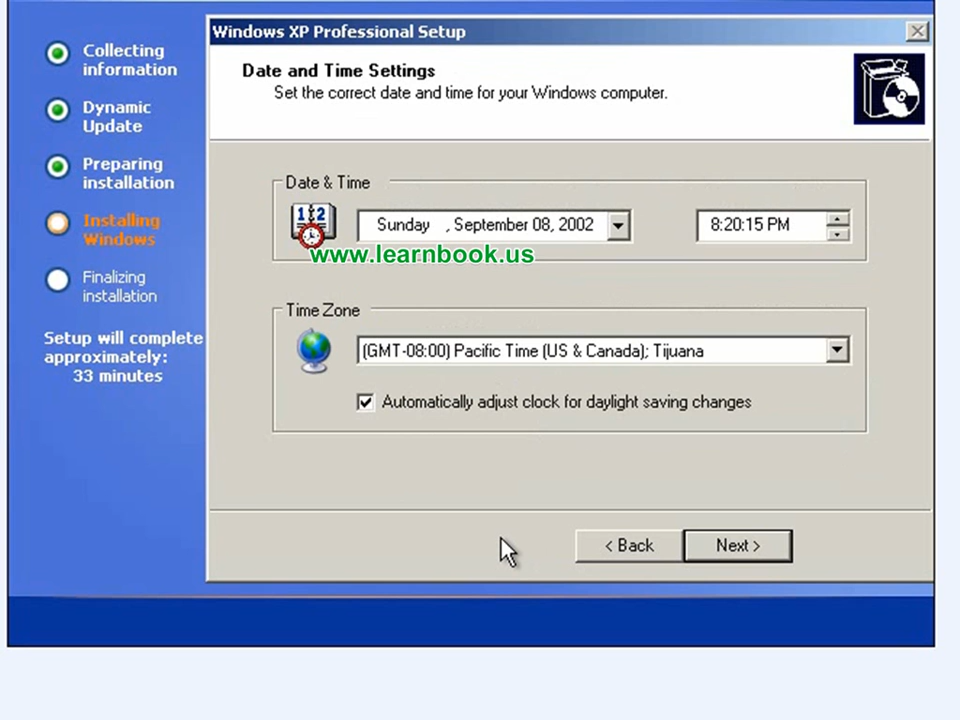 Collecting
information
Dynamic
Update
Preparing
installation
Installing
Windows
Finalizing
installation
Setup will complete
approximately:
33 minutes
Windows XP Professional Setup
Date and Time Settings
Set the correct date and time for your Windows computer.
Date & Time
12
Sunday , September 08, 2002
8:20:15 PM
www.learnbook.us
Time Zone
(GMT-08:00) Pacific Time (US & Canada); Tijuana
Automatically adjust clock for daylight saving changes
< Back
Next >